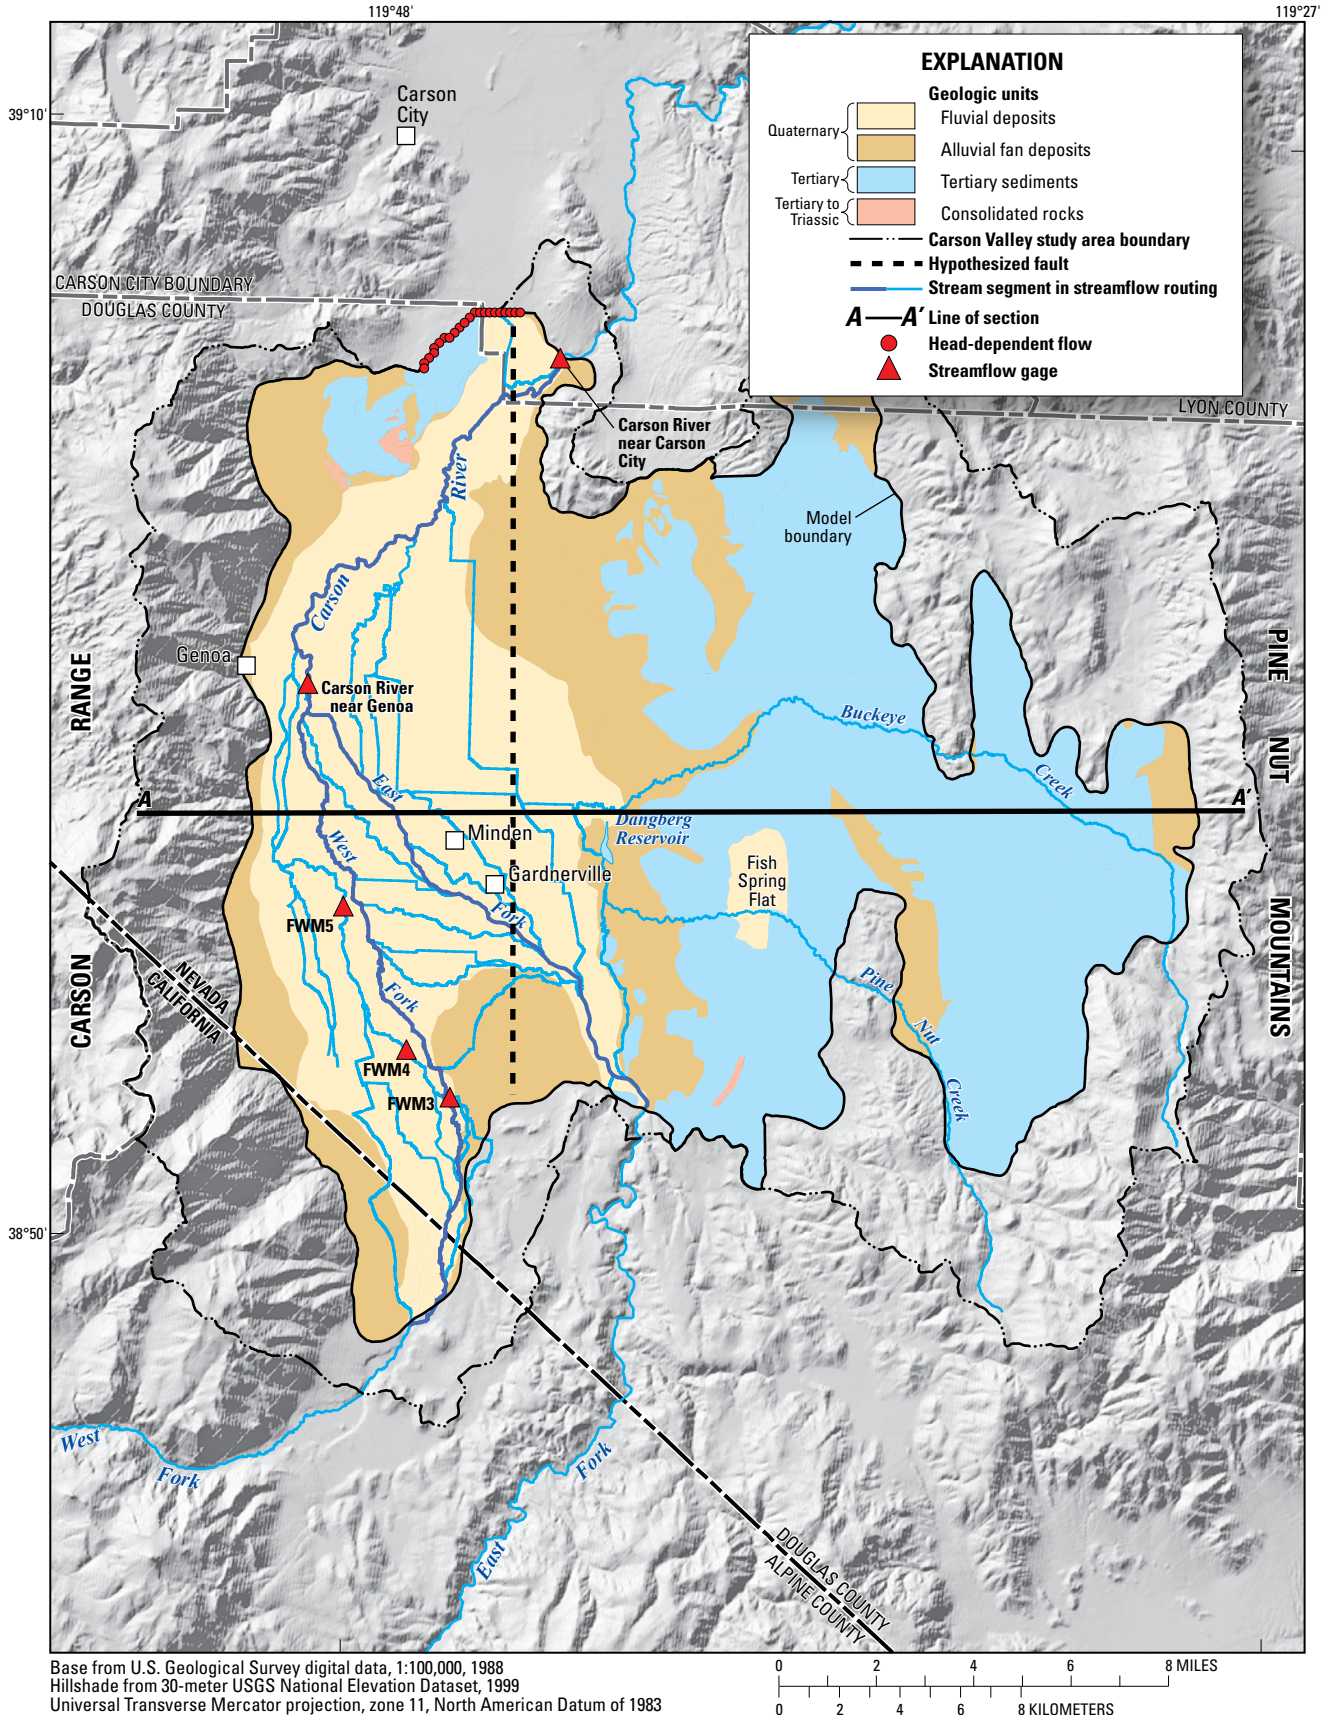 119°48'
119°27'
39°10'
38°50'
Carson
City
EXPLANATION
Geologic units
Quaternary
Fluvial deposits
Alluvial fan deposits
Tertiary
Tertiary sediments
Tertiary to
Triassic
Consolidated rocks
Carson Valley study area boundary
Hypothesized fault
Stream segment in streamflow routing
A
A′
Line of section
Head-dependent flow
Streamflow gage
CARSON CITY BOUNDARY
DOUGLAS COUNTY
LYON COUNTY
Carson River
near Carson
City
River
Model
boundary
Carson
Genoa
Carson River
near Genoa
RANGE
PINE
NUT
MOUNTAINS
Buckeye
Creek
East
A
A′
West
Minden
Dangberg
Reservoir
Gardnerville
Fish
Spring
Flat
Fork
FWM5
CARSON
NEVADA
CALIFORNIA
Fork
Pine
Nut
Creek
FWM4
FWM3
West
Fork
Fork
East
DOUGLAS COUNTY
ALPINE COUNTY
Base from U.S. Geological Survey digital data, 1:100,000, 1988
Hillshade from 30-meter USGS National Elevation Dataset, 1999
Universal Transverse Mercator projection, zone 11, North American Datum of 1983
0 2 4 6 8 MILES
0 2 4 6 8 KILOMETERS